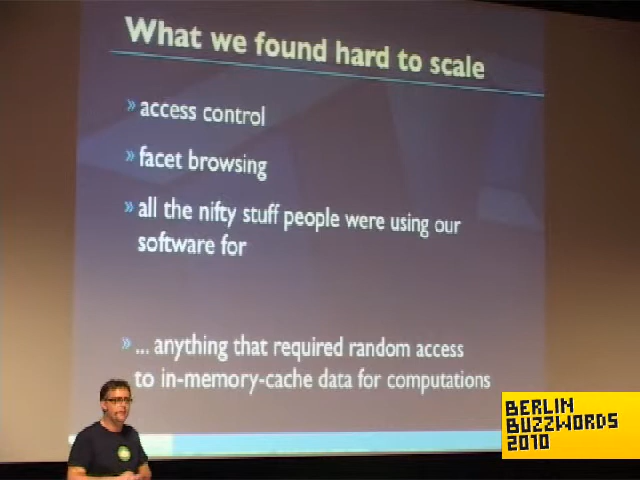 What we found hard to scale
» access control
» facet browsing
» all the nifty stuff people were using our
software for
» ... anything that required random access
to in-memory-cache data for computations
BERLIN
BUZZWORDS
2010